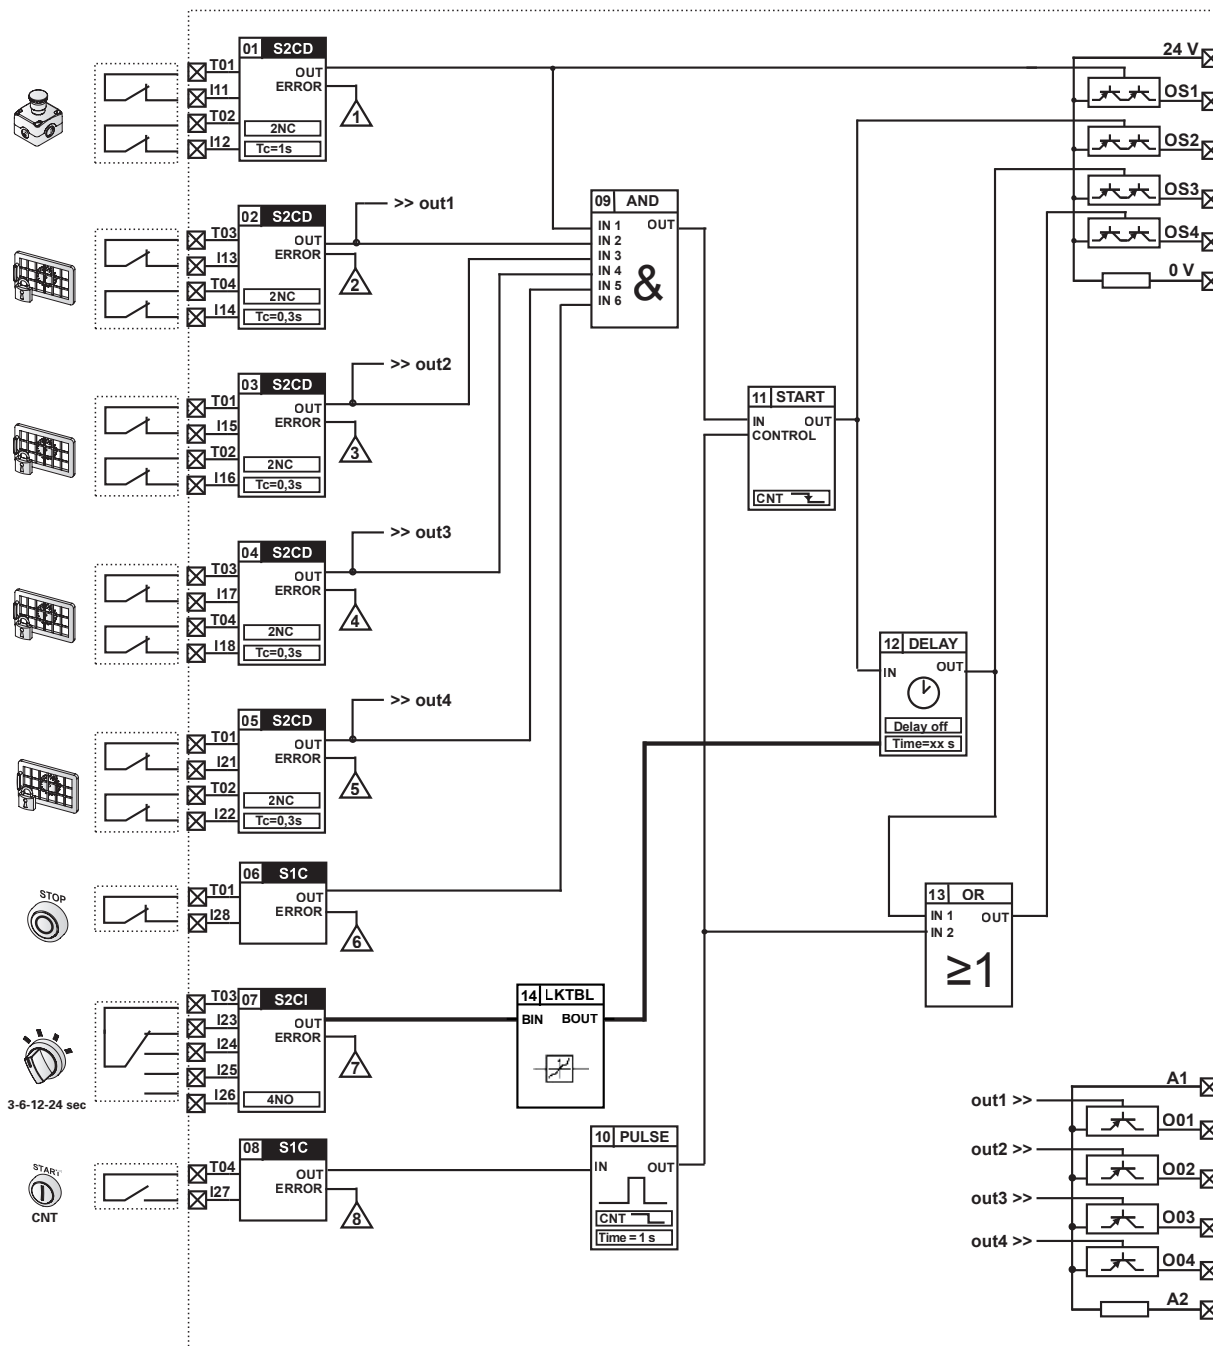 01 S2CD
T01
OUT
I11
ERROR
1
T02
2NC
I12
Tc=1s
24 V
OS1
OS2
OS3
OS4
0 V
>> out1
02 S2CD
T03
OUT
I13
ERROR
2
T04
2NC
I14
Tc=0,3s
09 AND
IN 1 OUT
IN 2
IN 3
IN 4
IN 5
IN 6
&
>> out2
03 S2CD
T01
OUT
I15
ERROR
3
T02
2NC
I16
Tc=0,3s
11 START
IN OUT
CONTROL
CNT
>> out3
04 S2CD
T03
OUT
I17
ERROR
4
T04
2NC
I18
Tc=0,3s
12 DELAY
IN OUT
Delay off
Time=xx s
>> out4
05 S2CD
T01
OUT
I21
ERROR
5
T02
2NC
I22
Tc=0,3s
06 S1C
STOP
T01
OUT
I28
ERROR
6
13 OR
IN 1 OUT
IN 2
≥1
07 S2CI
T03
OUT
I23
ERROR
7
I24
I25
I26
4NO
3-6-12-24 sec
14 LKTBL
BIN BOUT
08 S1C
START
T04
OUT
I27
ERROR
8
CNT
10 PULSE
IN OUT
CNT
Time = 1 s
A1
out1 >>
O01
out2 >>
O02
out3 >>
O03
out4 >>
O04
A2